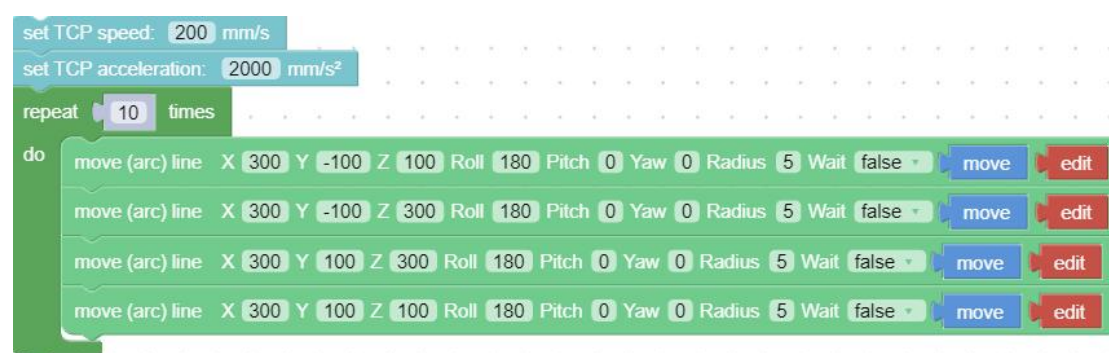 set TCP speed: 200 mm/s
set TCP acceleration: 2000 mm/s²
repeat 10 times
do move (arc) line X 300 Y -100 Z 100 Roll 180 Pitch 0 Yaw 0 Radius 5 Wait false move edit
move (arc) line X 300 Y -100 Z 300 Roll 180 Pitch 0 Yaw 0 Radius 5 Wait false move edit
move (arc) line X 300 Y 100 Z 300 Roll 180 Pitch 0 Yaw 0 Radius 5 Wait false move edit
move (arc) line X 300 Y 100 Z 100 Roll 180 Pitch 0 Yaw 0 Radius 5 Wait false move edit